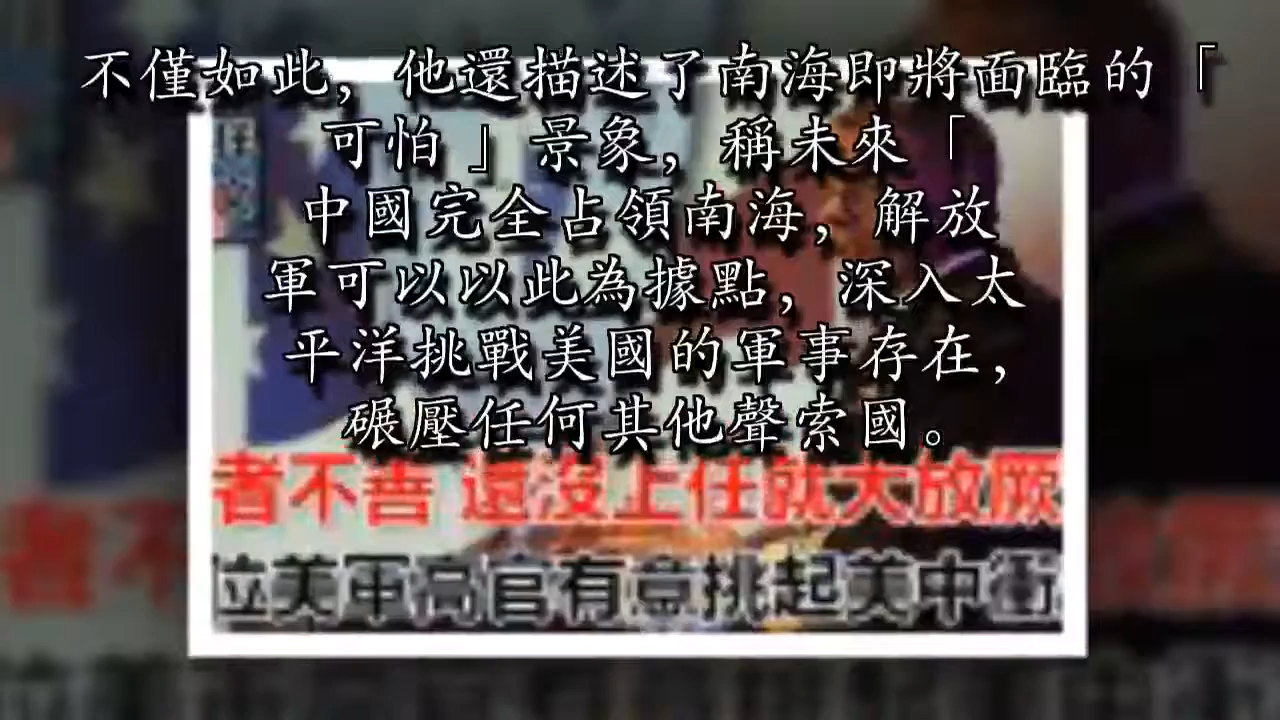 不僅如此，他還描述了南海即將面臨的「
可怕 」景象，稱未來「
中國完全占領南海，解放
軍可以以此為據點，深入太
平洋挑戰美國的軍事存在，
碾壓任何其他聲索國。
者不善 還沒上任就大放厥
位美軍高官有意挑起美中衝